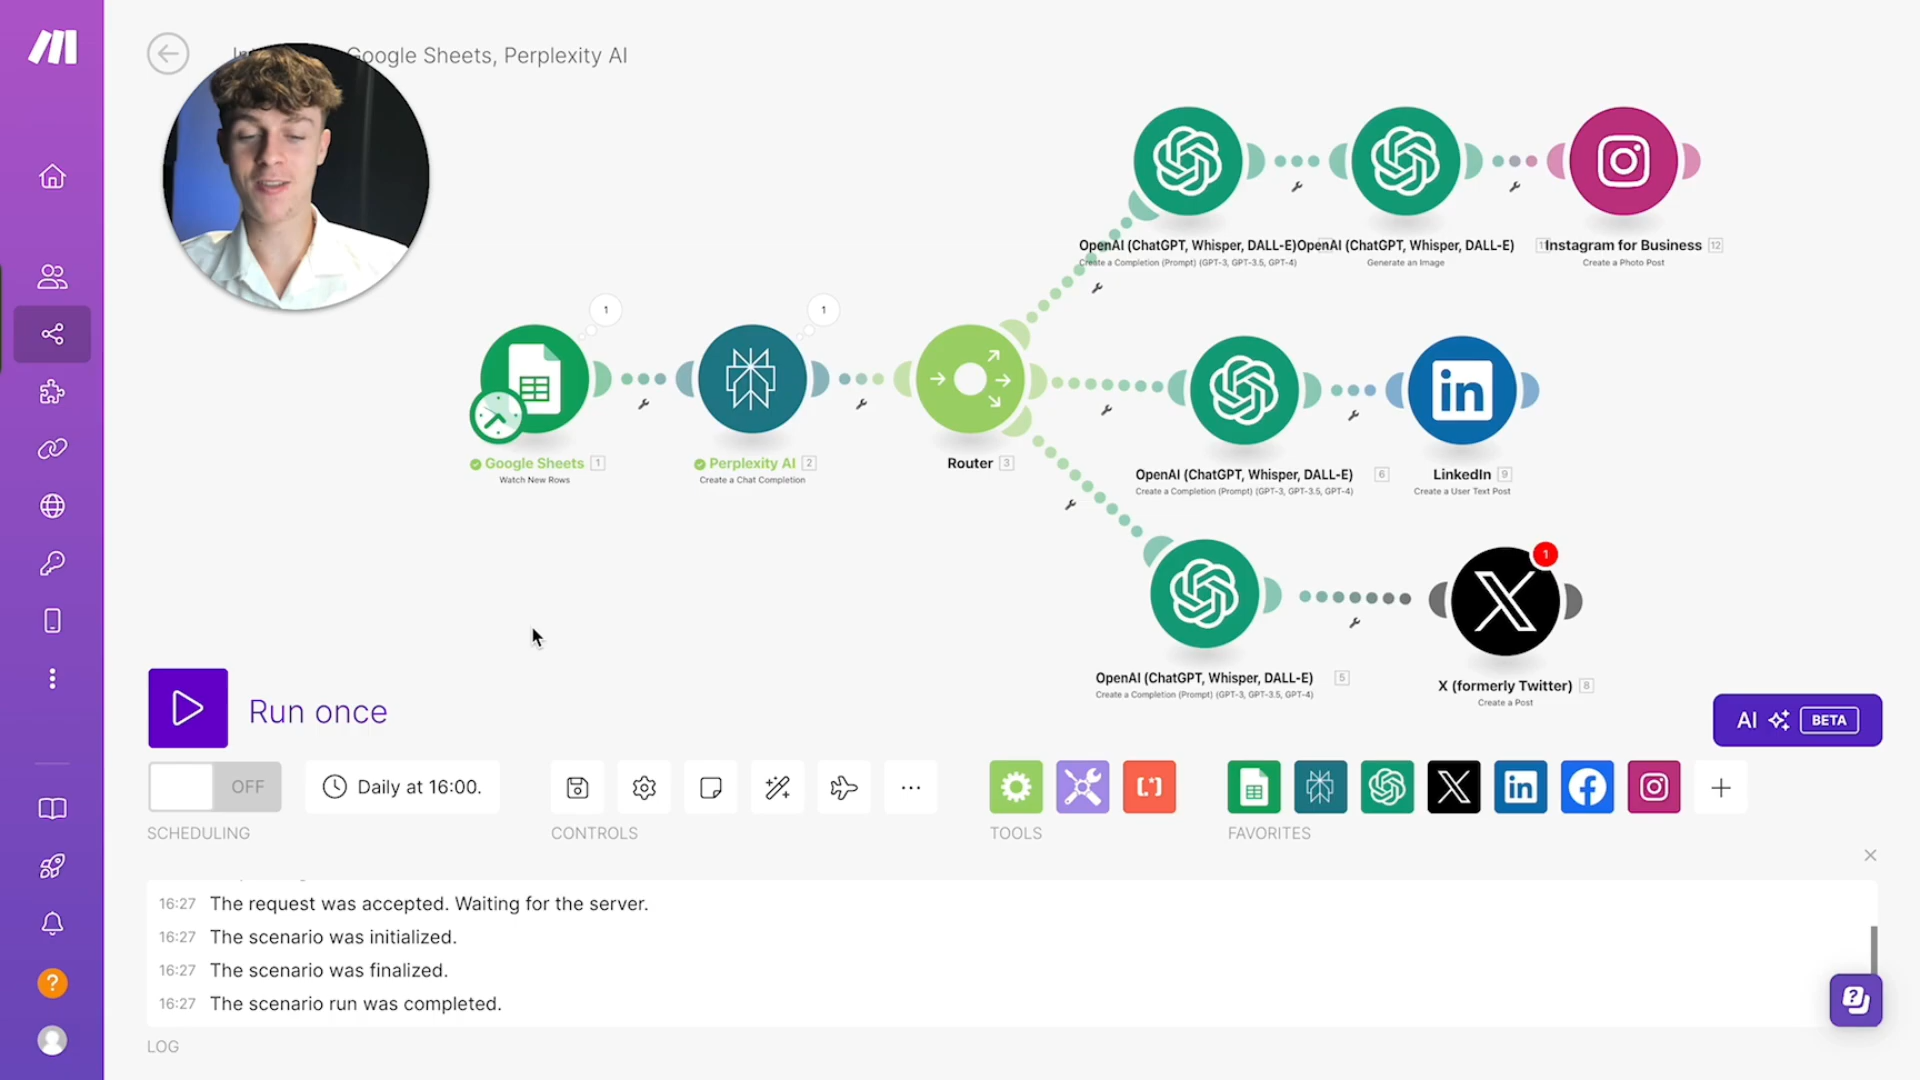 Google Sheets, Perplexity AI
OpenAI (ChatGPT, Whisper, DALL-E)
Create a Completion (Prompt) (GPT-3, GPT-3.5, GPT-4)
OpenAI (ChatGPT, Whisper, DALL-E)
Generate an Image
Instagram for Business 12
Create a Photo Post
1
1
Google Sheets 1
Watch New Rows
Perplexity AI 2
Create a Chat Completion
Router 3
OpenAI (ChatGPT, Whisper, DALL-E) 6
Create a Completion (Prompt) (GPT-3, GPT-3.5, GPT-4)
in
LinkedIn 9
Create a User Text Post
1
OpenAI (ChatGPT, Whisper, DALL-E) 5
Create a Completion (Prompt) (GPT-3, GPT-3.5, GPT-4)
X (formerly Twitter) 8
Create a Post
Run once
AI BETA
OFF
Daily at 16:00.
SCHEDULING
CONTROLS
TOOLS
in
FAVORITES
16:27 The request was accepted. Waiting for the server.
16:27 The scenario was initialized.
16:27 The scenario was finalized.
16:27 The scenario run was completed.
LOG